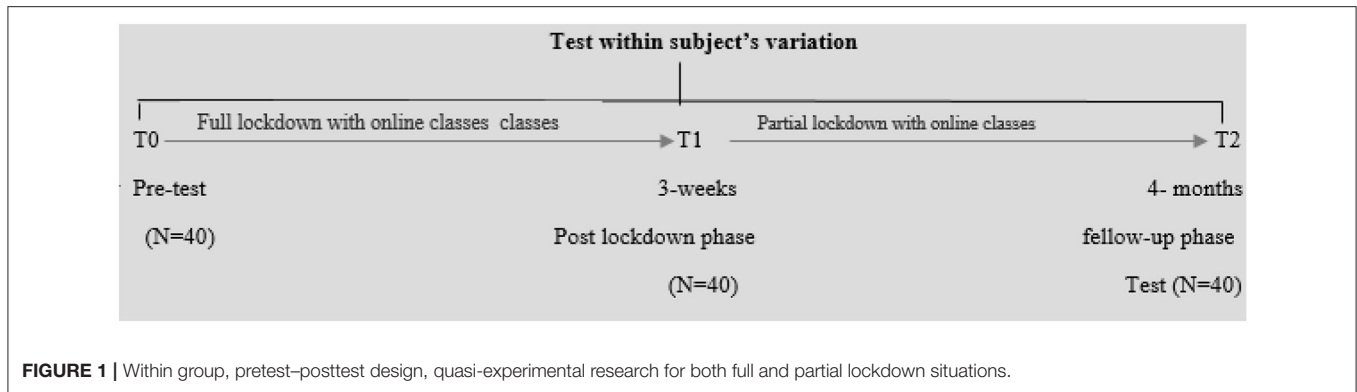 Test within subject's variation
Full lockdown with online classes classes
Partial lockdown with online classes
T0 T1 T2
Pre-test 3-weeks 4- months
(N=40) Post lockdown phase fellow-up phase
(N=40) Test (N=40)
FIGURE 1 | Within group, pretest–posttest design, quasi-experimental research for both full and partial lockdown situations.